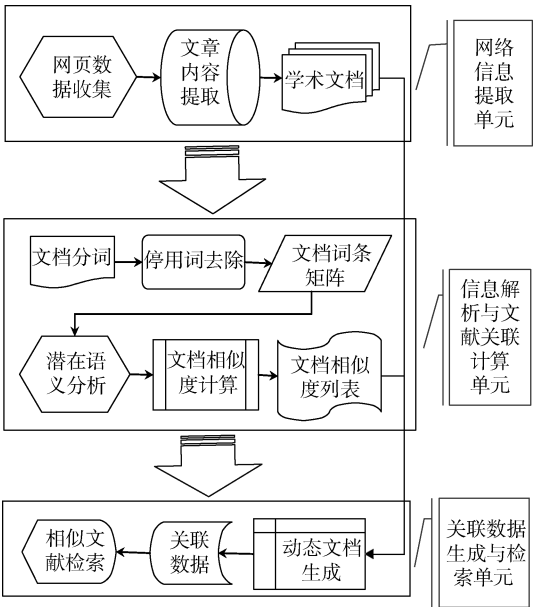 网页数
据收集
文章
内容
提取
学术文档
网络
信息
提取
单元
文档分词
停用词去除
文档词条
矩阵
潜在语
义分析
文档相似
度计算
文档相似
度列表
信息解
析与文
献关联
计算
单元
相似文
献检索
关联
数据
动态文档
生成
关联数据
生成与检
索单元